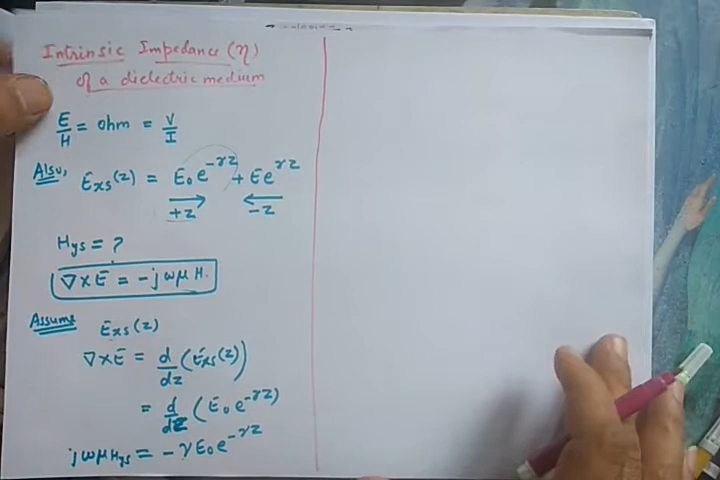 Intrinsic Impedance (η)
of a dielectric medium
E/H = ohm = V/I
Also, Exs(z) = E₀e^-γz + Ee^γz
+z -z
Hys = ?
∇×E = -jωμH.
Assume Exs(z)
∇×E = d/dz (Exs(z))
= d/dz (E₀e^-γz)
jωμHys = -γE₀e^-γz